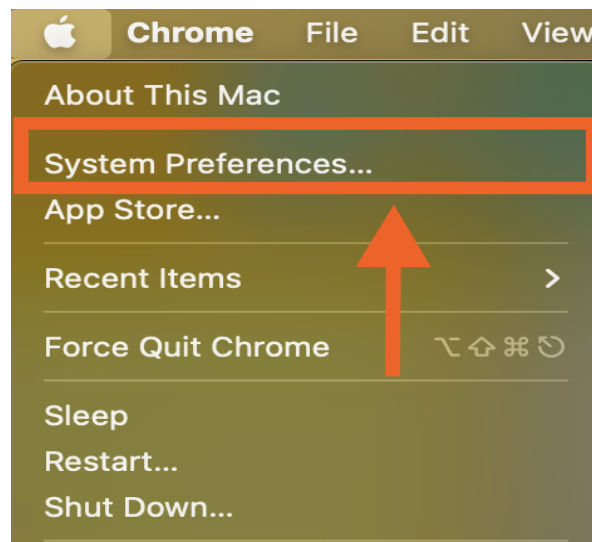 Chrome File Edit View
About This Mac
System Preferences...
App Store...
Recent Items
Force Quit Chrome ⌥⇧⌘⎋
Sleep
Restart...
Shut Down...